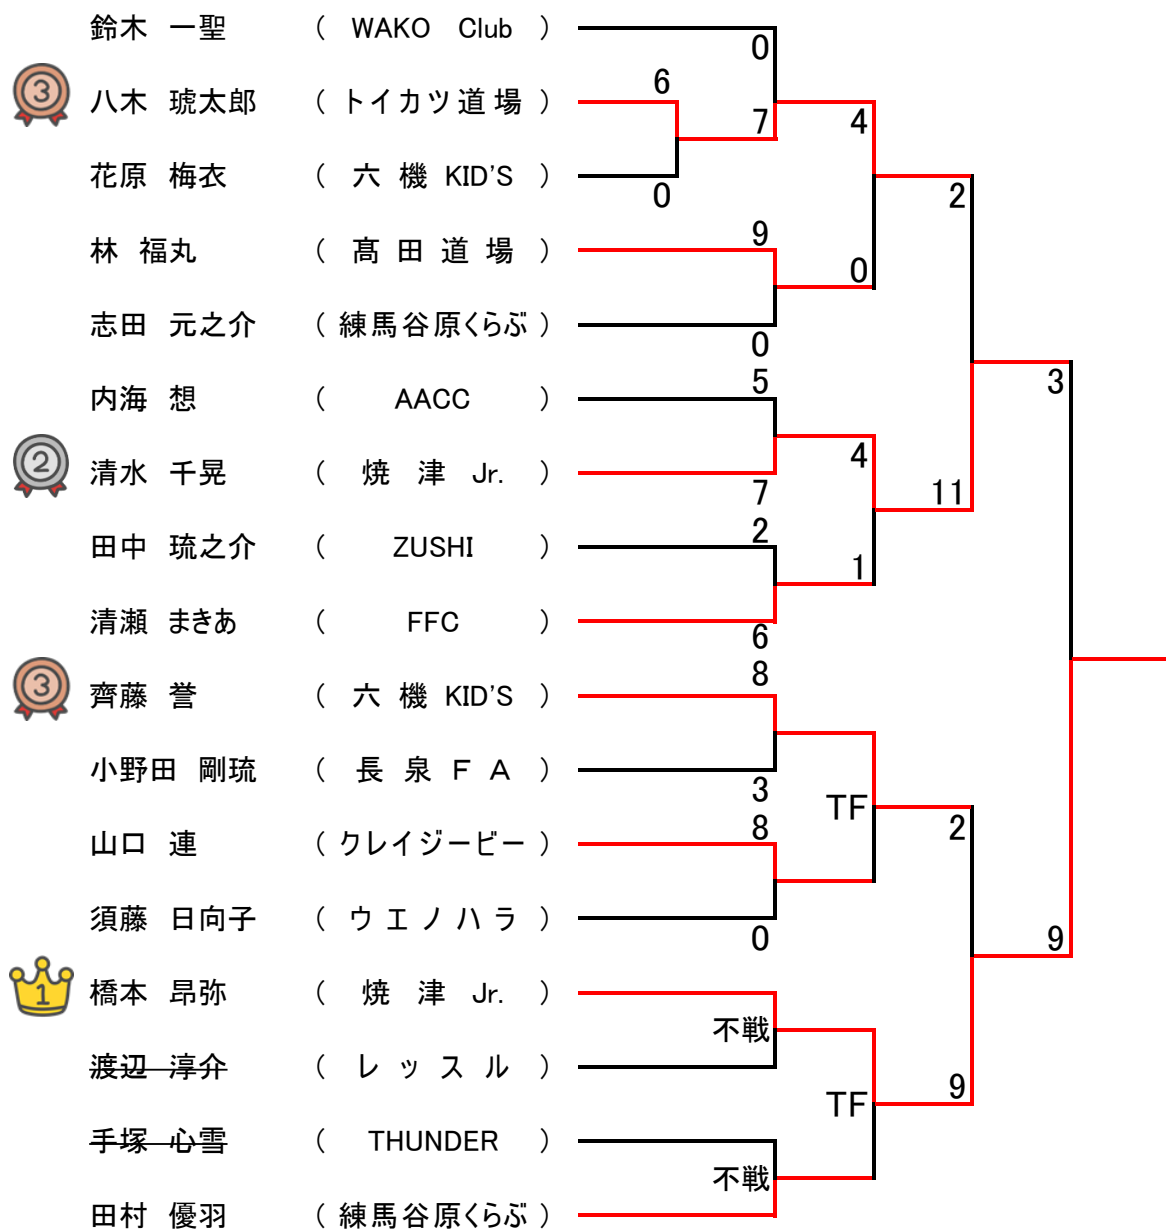 鈴木 一聖 ( WAKO Club )
0
6
3 八木 琥太郎 ( トイカツ道場 )
7
4
花原 梅衣 ( 六機 KID'S )
0
2
9
林 福丸 ( 髙田道場 )
0
志田 元之介 ( 練馬谷原くらぶ )
0
5
3
内海 想 ( AACC )
4
2 清水 千晃 ( 焼津 Jr. )
7
11
2
田中 琉之介 ( ZUSHI )
1
清瀬 まきあ ( FFC )
6
8
3 齊藤 誉 ( 六機 KID'S )
小野田 剛琉 ( 長泉FA )
3
TF
8
2
山口 連 ( クレイジービー )
須藤 日向子 ( ウエノハラ )
0
9
1 橋本 昂弥 ( 焼津 Jr. )
不戦
渡辺 淳介 ( レッスル )
9
TF
手塚 心雪 ( THUNDER )
不戦
田村 優羽 ( 練馬谷原くらぶ )